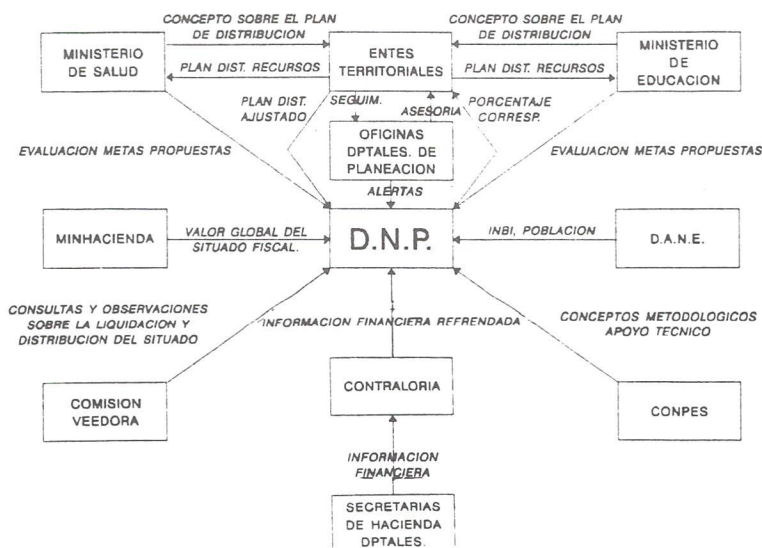 CONCEPTO SOBRE EL PLAN
DE DISTRIBUCION
CONCEPTO SOBRE EL PLAN
DE DISTRIBUCION
MINISTERIO
DE SALUD
ENTES
TERRITORIALES
MINISTERIO
DE
EDUCACION
PLAN DIST. RECURSOS
PLAN DIST. RECURSOS
PLAN DIST.
AJUSTADO
SEGUIM.
ASESORIA
PORCENTAJE
CORRESP.
OFICINAS
DPTALES. DE
PLANEACION
EVALUACION METAS PROPUESTAS
EVALUACION METAS PROPUESTAS
ALERTAS
MINHACIENDA
VALOR GLOBAL DEL
SITUADO FISCAL.
D.N.P.
INBI, POBLACION
D.A.N.E.
CONSULTAS Y OBSERVACIONES
SOBRE LA LIQUIDACION Y
DISTRIBUCION DEL SITUADO
INFORMACION FINANCIERA REFRENDADA
CONCEPTOS METODOLOGICOS
APOYO TECNICO
COMISION
VEEDORA
CONTRALORIA
CONPES
INFORMACION
FINANCIERA
SECRETARIAS
DE HACIENDA
DPTALES.